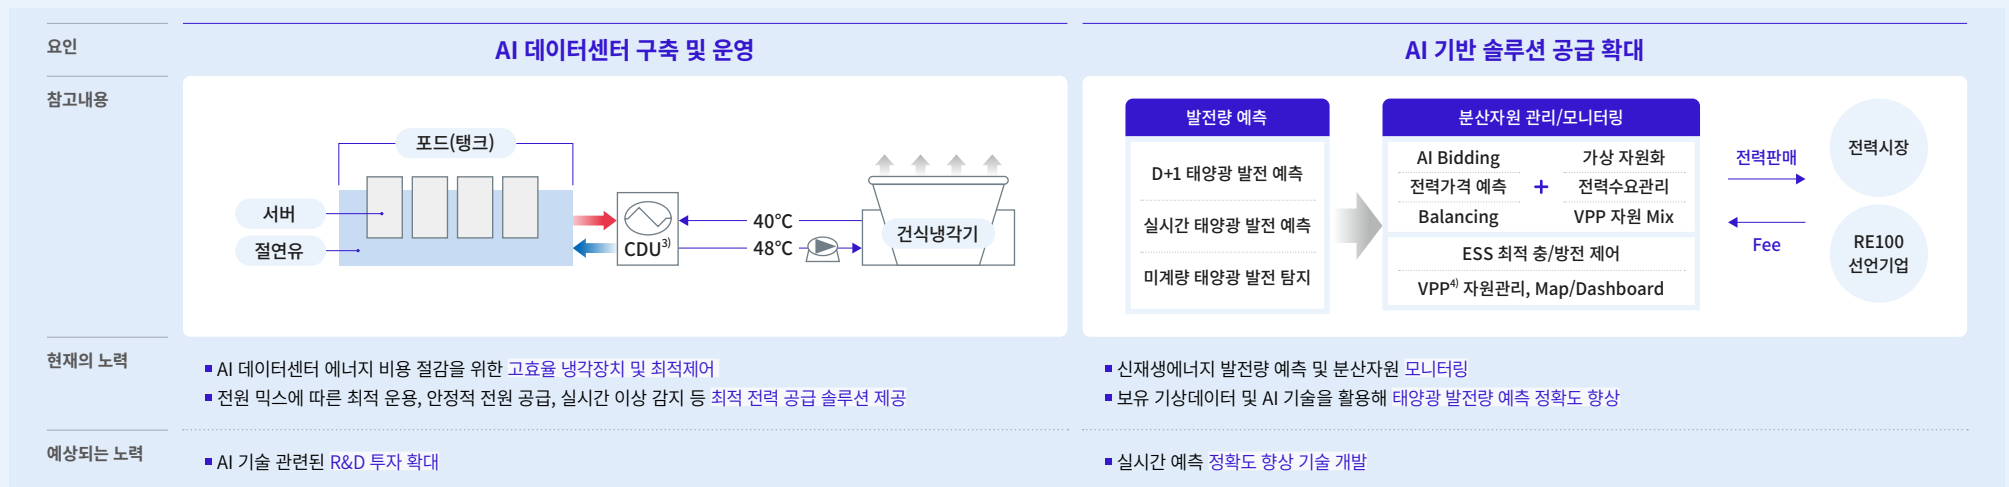 요인
AI 데이터센터 구축 및 운영
AI 기반 솔루션 공급 확대
참고내용
포드(탱크)
서버
절연유
CDU3)
40℃
48℃
건식냉각기
발전량 예측
D+1 태양광 발전 예측
실시간 태양광 발전 예측
미계량 태양광 발전 탐지
분산자원 관리/모니터링
AI Bidding
전력가격 예측
Balancing
+
가상 자원화
전력수요관리
VPP 자원 Mix
ESS 최적 충/방전 제어
VPP4) 자원관리, Map/Dashboard
전력판매
Fee
전력시장
RE100
선언기업
현재의 노력
AI 데이터센터 에너지 비용 절감을 위한 고효율 냉각장치 및 최적제어
전원 믹스에 따른 최적 운용, 안정적 전원 공급, 실시간 이상 감지 등 최적 전력 공급 솔루션 제공
신재생에너지 발전량 예측 및 분산자원 모니터링
보유 기상데이터 및 AI 기술을 활용해 태양광 발전량 예측 정확도 향상
예상되는 노력
AI 기술 관련된 R&D 투자 확대
실시간 예측 정확도 향상 기술 개발